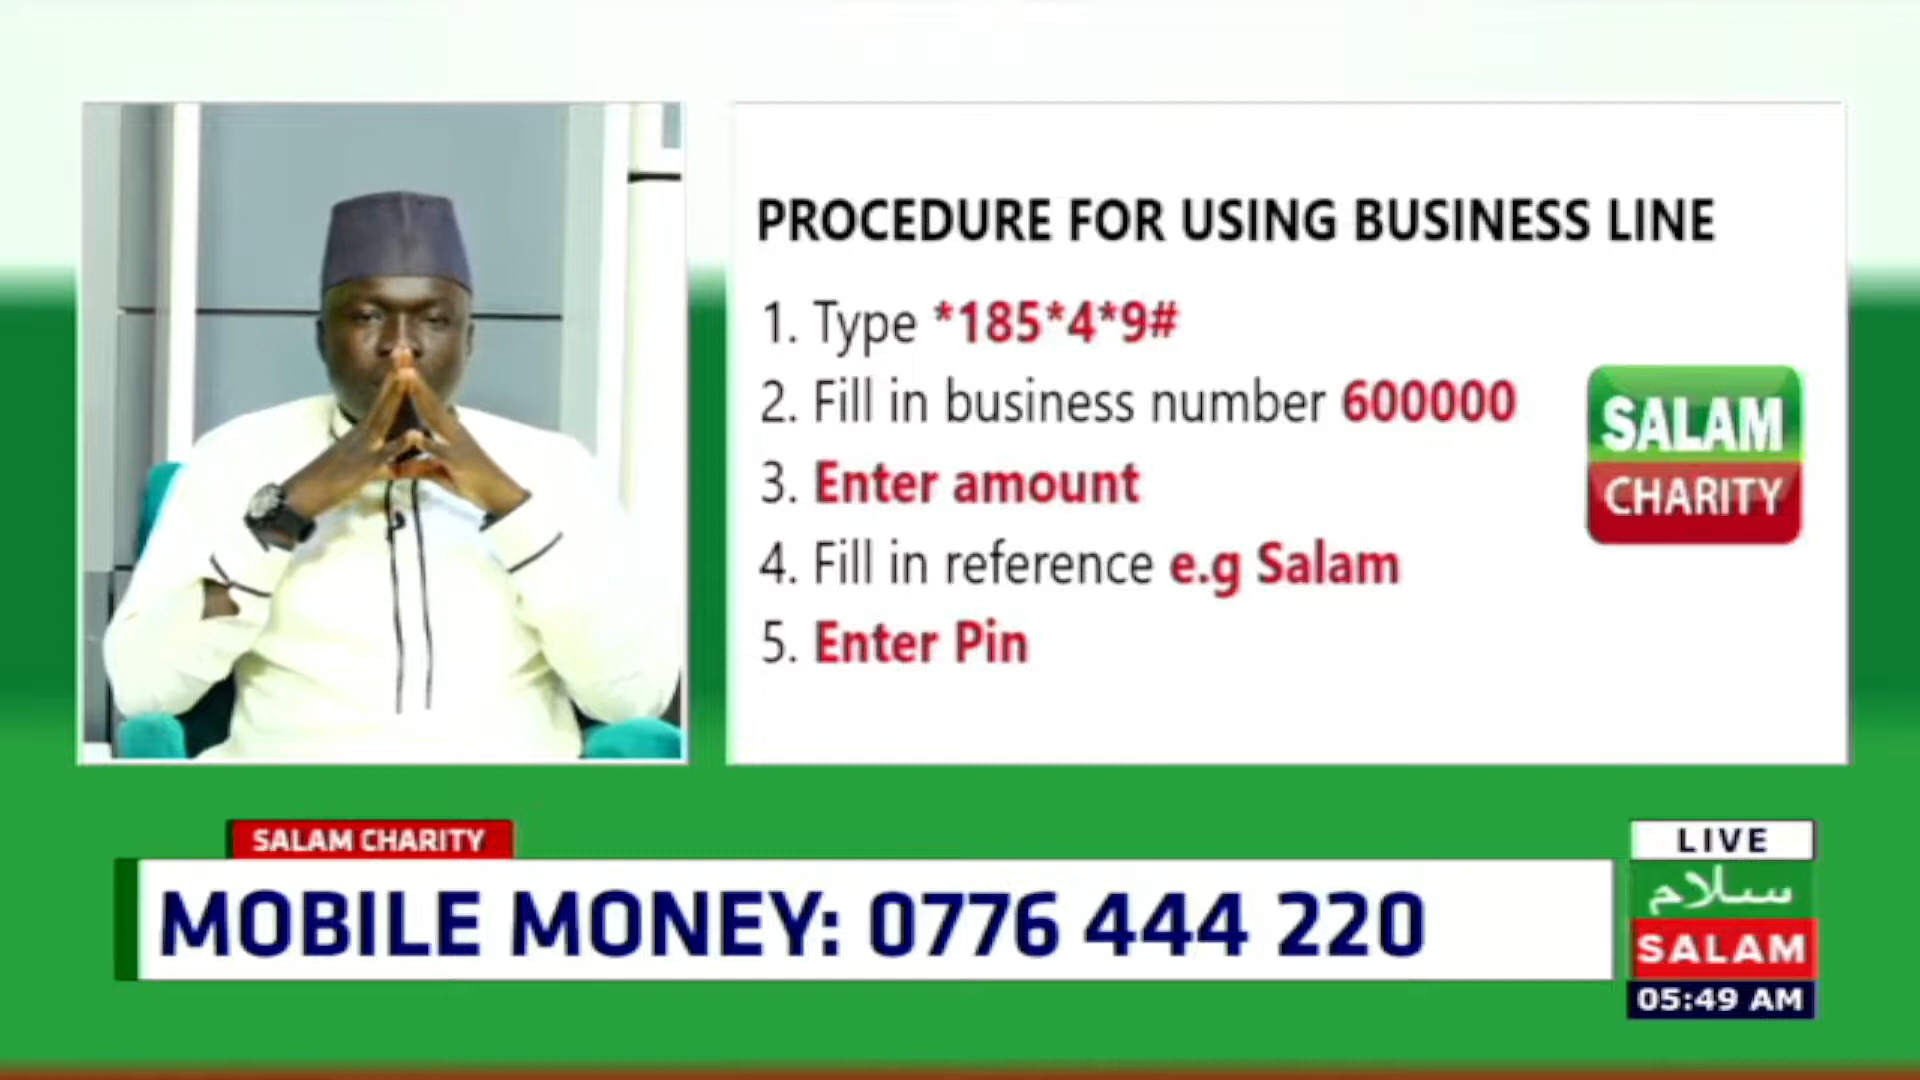 PROCEDURE FOR USING BUSINESS LINE
1. Type *185*4*9#
2. Fill in business number 600000
3. Enter amount
4. Fill in reference e.g Salam
5. Enter Pin
SALAM
CHARITY
SALAM CHARITY
MOBILE MONEY: 0776 444 220
LIVE
سلام
SALAM
05:49 AM